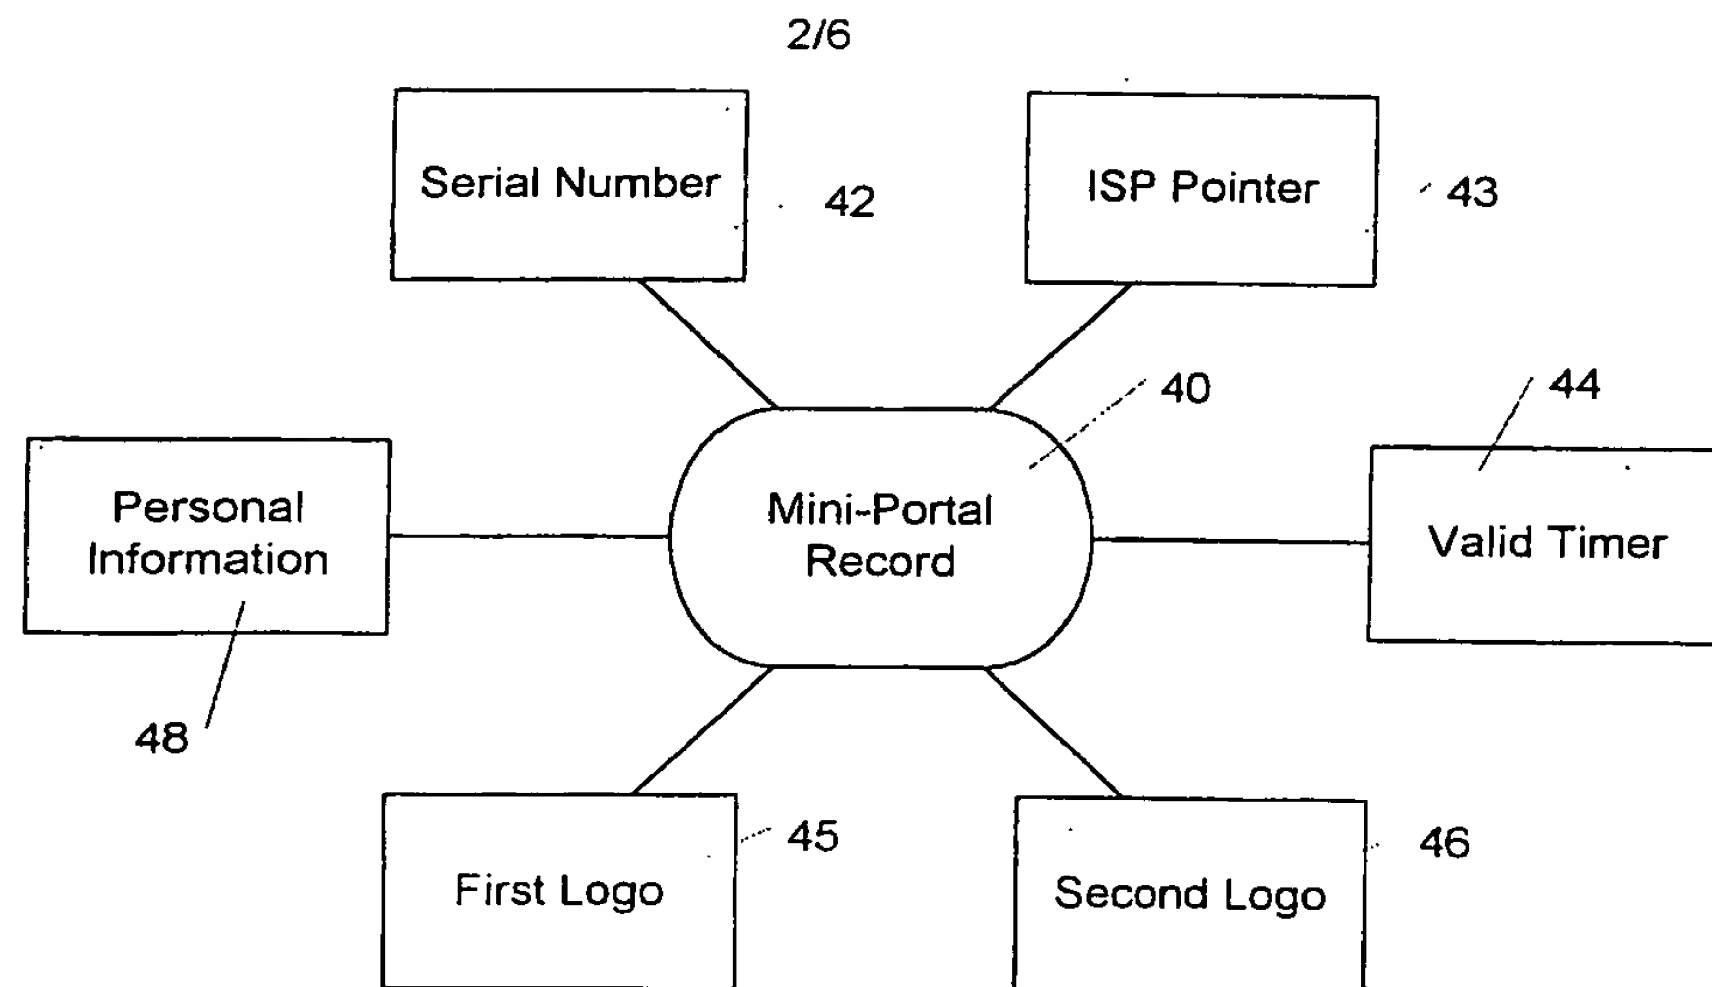 2/6
Serial Number
42
ISP Pointer
43
40
44
Personal
Information
Mini-Portal
Record
Valid Timer
48
45
46
First Logo
Second Logo